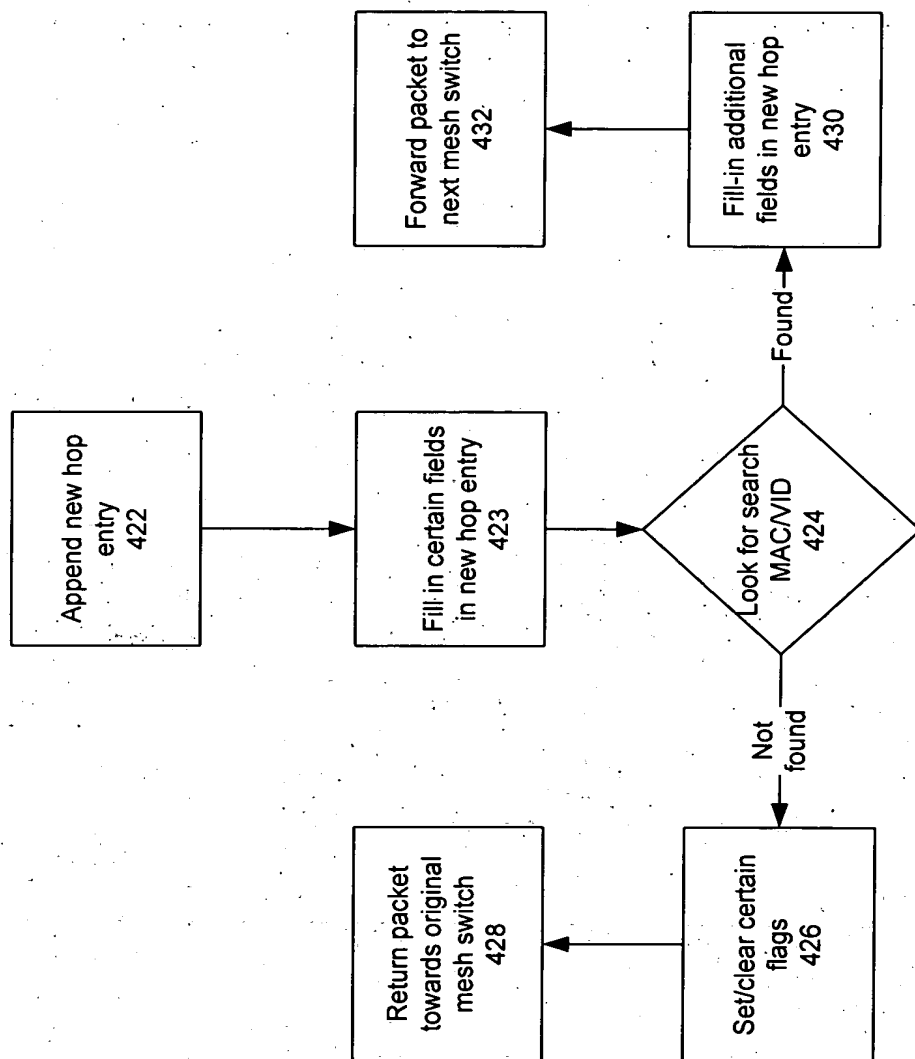 Append new hop
entry
422
Fill-in certain fields
in new hop entry
423
Look for search
MAC/VID
424
Not
found
Found
Set/clear certain
flags
426
Return packet
towards original
mesh switch
428
Fill-in additional
fields in new hop
entry
430
Forward packet to
next mesh switch
432